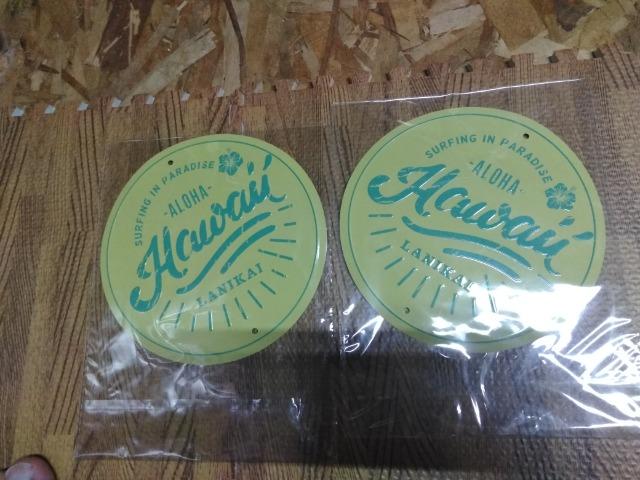 SURFING IN PARADISE
-ALOHA-
Hawaii
LANIKAI
SURFING IN PARADISE
-ALOHA-
Hawaii
LANIKAI